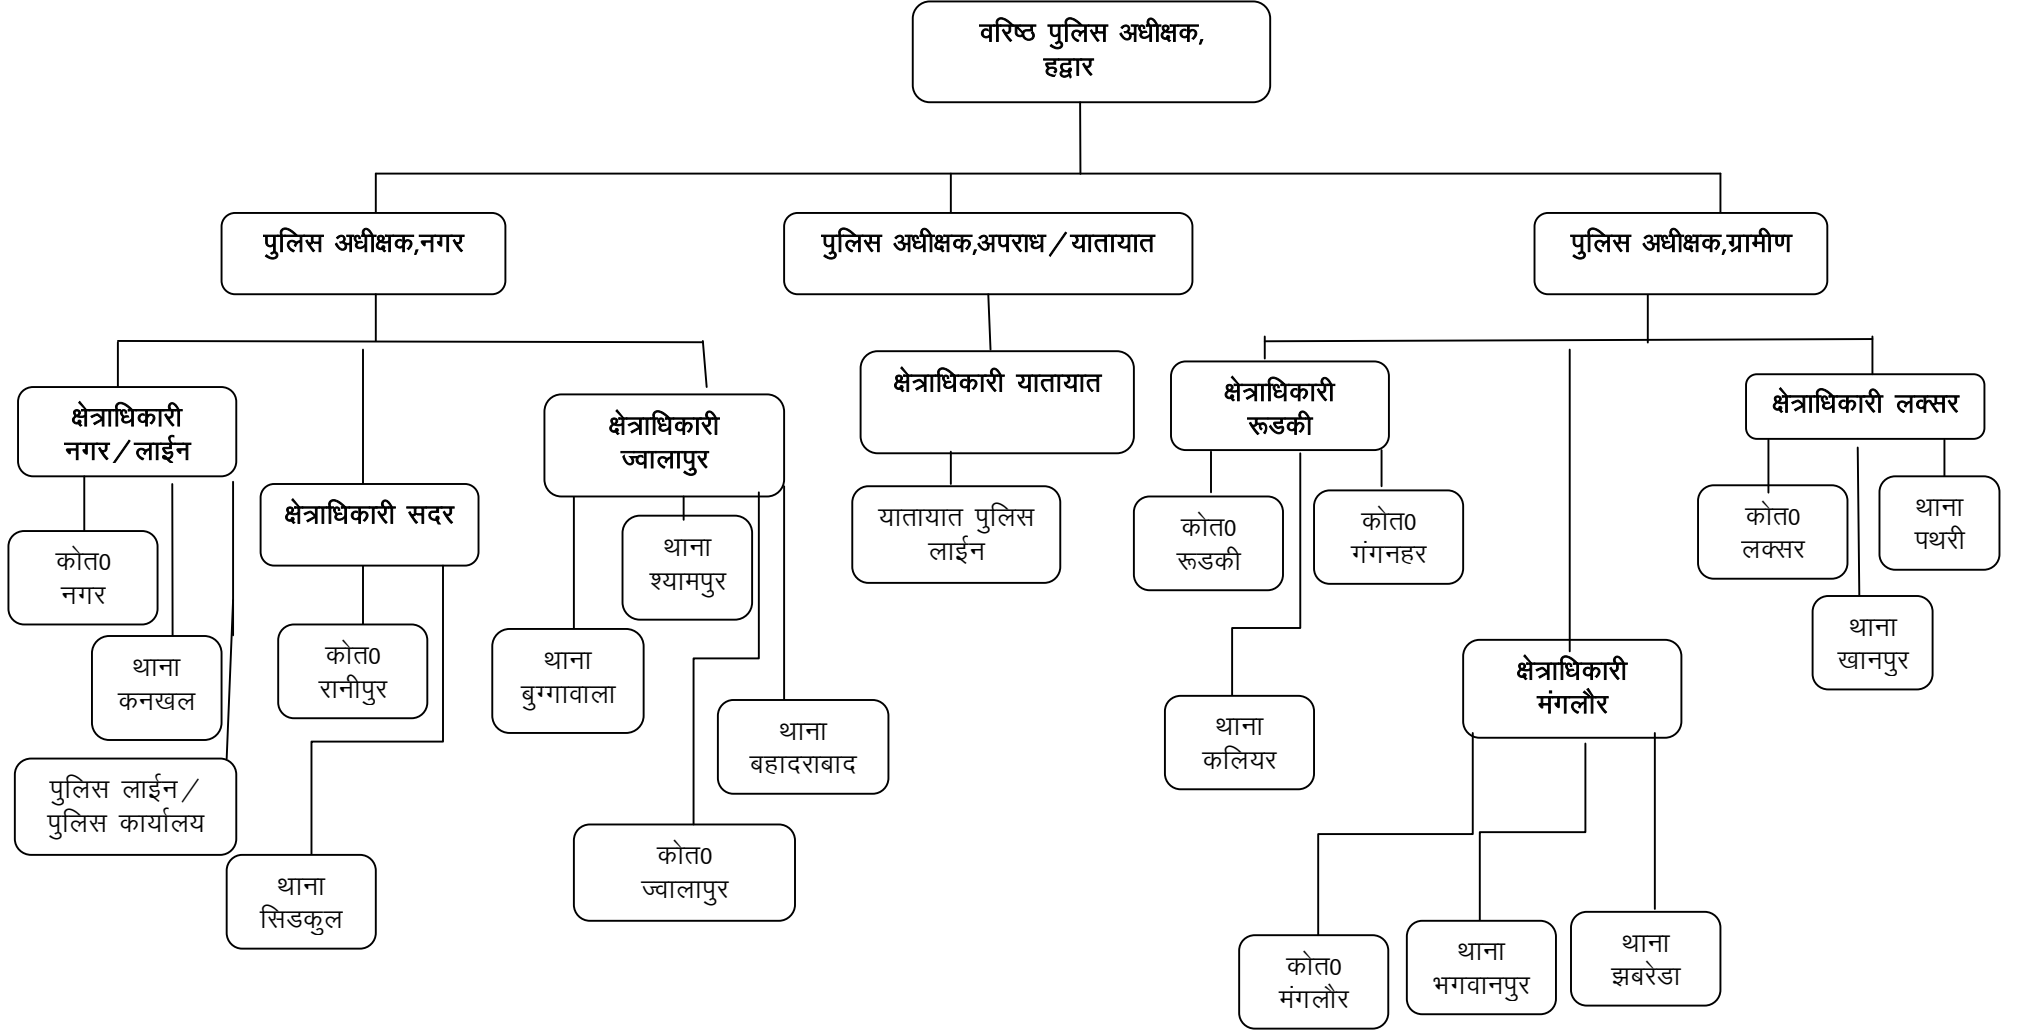 वरिष्ठ पुलिस अधीक्षक,
हद्वार
पुलिस अधीक्षक,नगर
पुलिस अधीक्षक,अपराध/यातायात
पुलिस अधीक्षक,ग्रामीण
क्षेत्राधिकारी
नगर/लाईन
क्षेत्राधिकारी सदर
क्षेत्राधिकारी
ज्वालापुर
क्षेत्राधिकारी यातायात
क्षेत्राधिकारी
रूडकी
क्षेत्राधिकारी
मंगलौर
क्षेत्राधिकारी लक्सर
कोत0
नगर
थाना
कनखल
पुलिस लाईन/
पुलिस कार्यालय
कोत0
रानीपुर
थाना
सिडकुल
थाना
बुग्गावाला
थाना
श्यामपुर
कोत0
ज्वालापुर
थाना
बहादराबाद
यातायात पुलिस
लाईन
कोत0
रूडकी
थाना
कलियर
कोत0
गंगनहर
कोत0
मंगलौर
थाना
भगवानपुर
थाना
झबरेडा
कोत0
लक्सर
थाना
खानपुर
थाना
पथरी